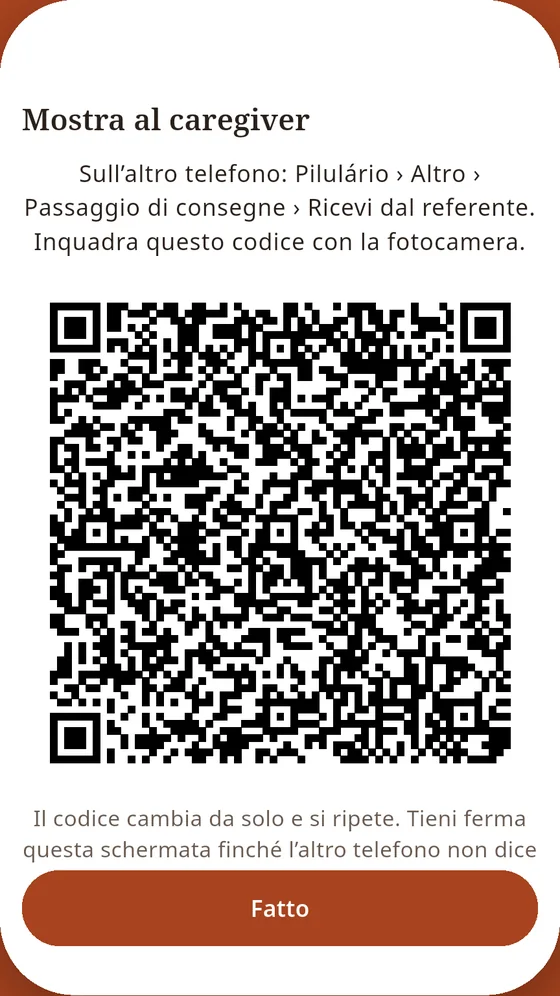 Mostra al caregiver
Sull’altro telefono: Pilulário › Altro ›
Passaggio di consegne › Ricevi dal referente.
Inquadra questo codice con la fotocamera.
Il codice cambia da solo e si ripete. Tieni ferma
questa schermata finché l’altro telefono non dice
Fatto